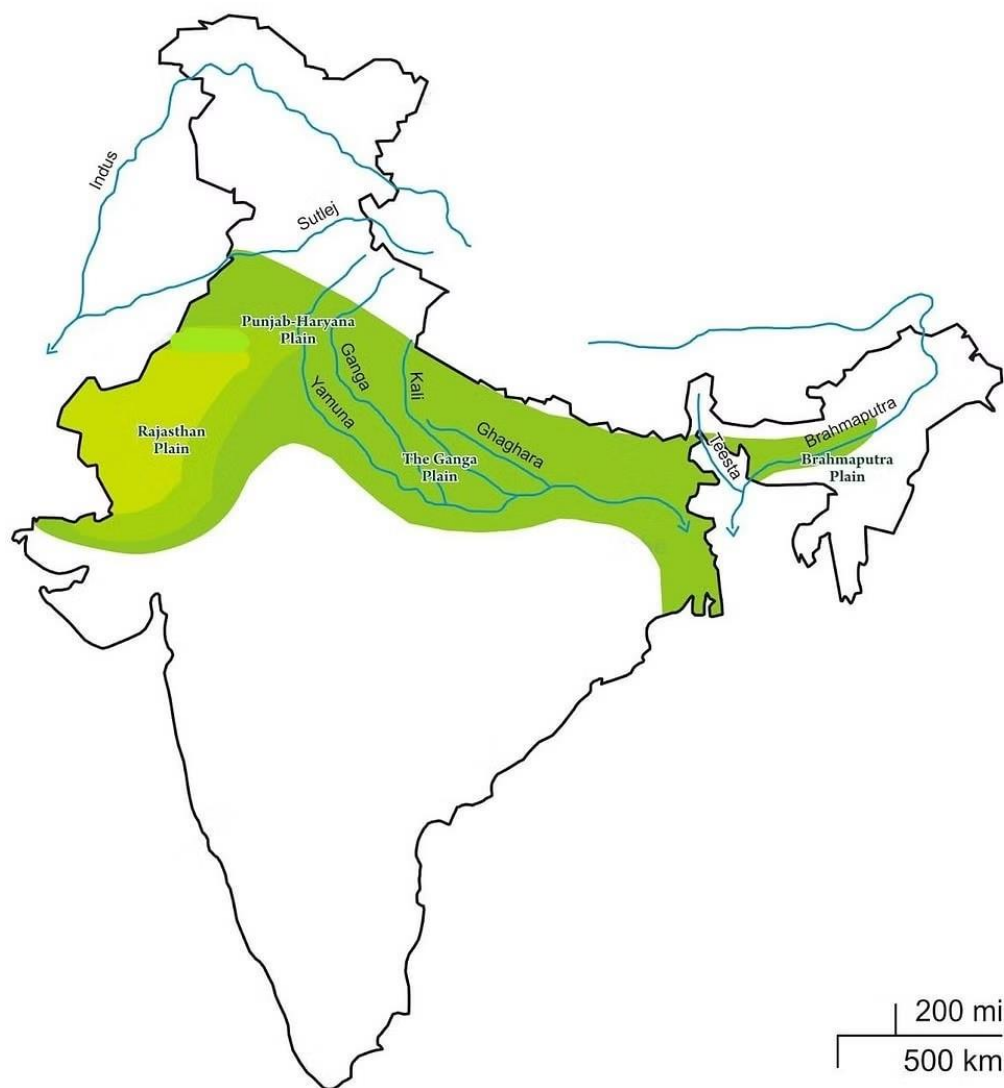 Indus
Sutlej
Punjab-Haryana
Plain
Ganga
Kali
Yamuna
Ghaghara
Rajasthan
Plain
The Ganga
Plain
Teesta
Brahmaputra
Brahmaputra
Plain
200 mi
500 km